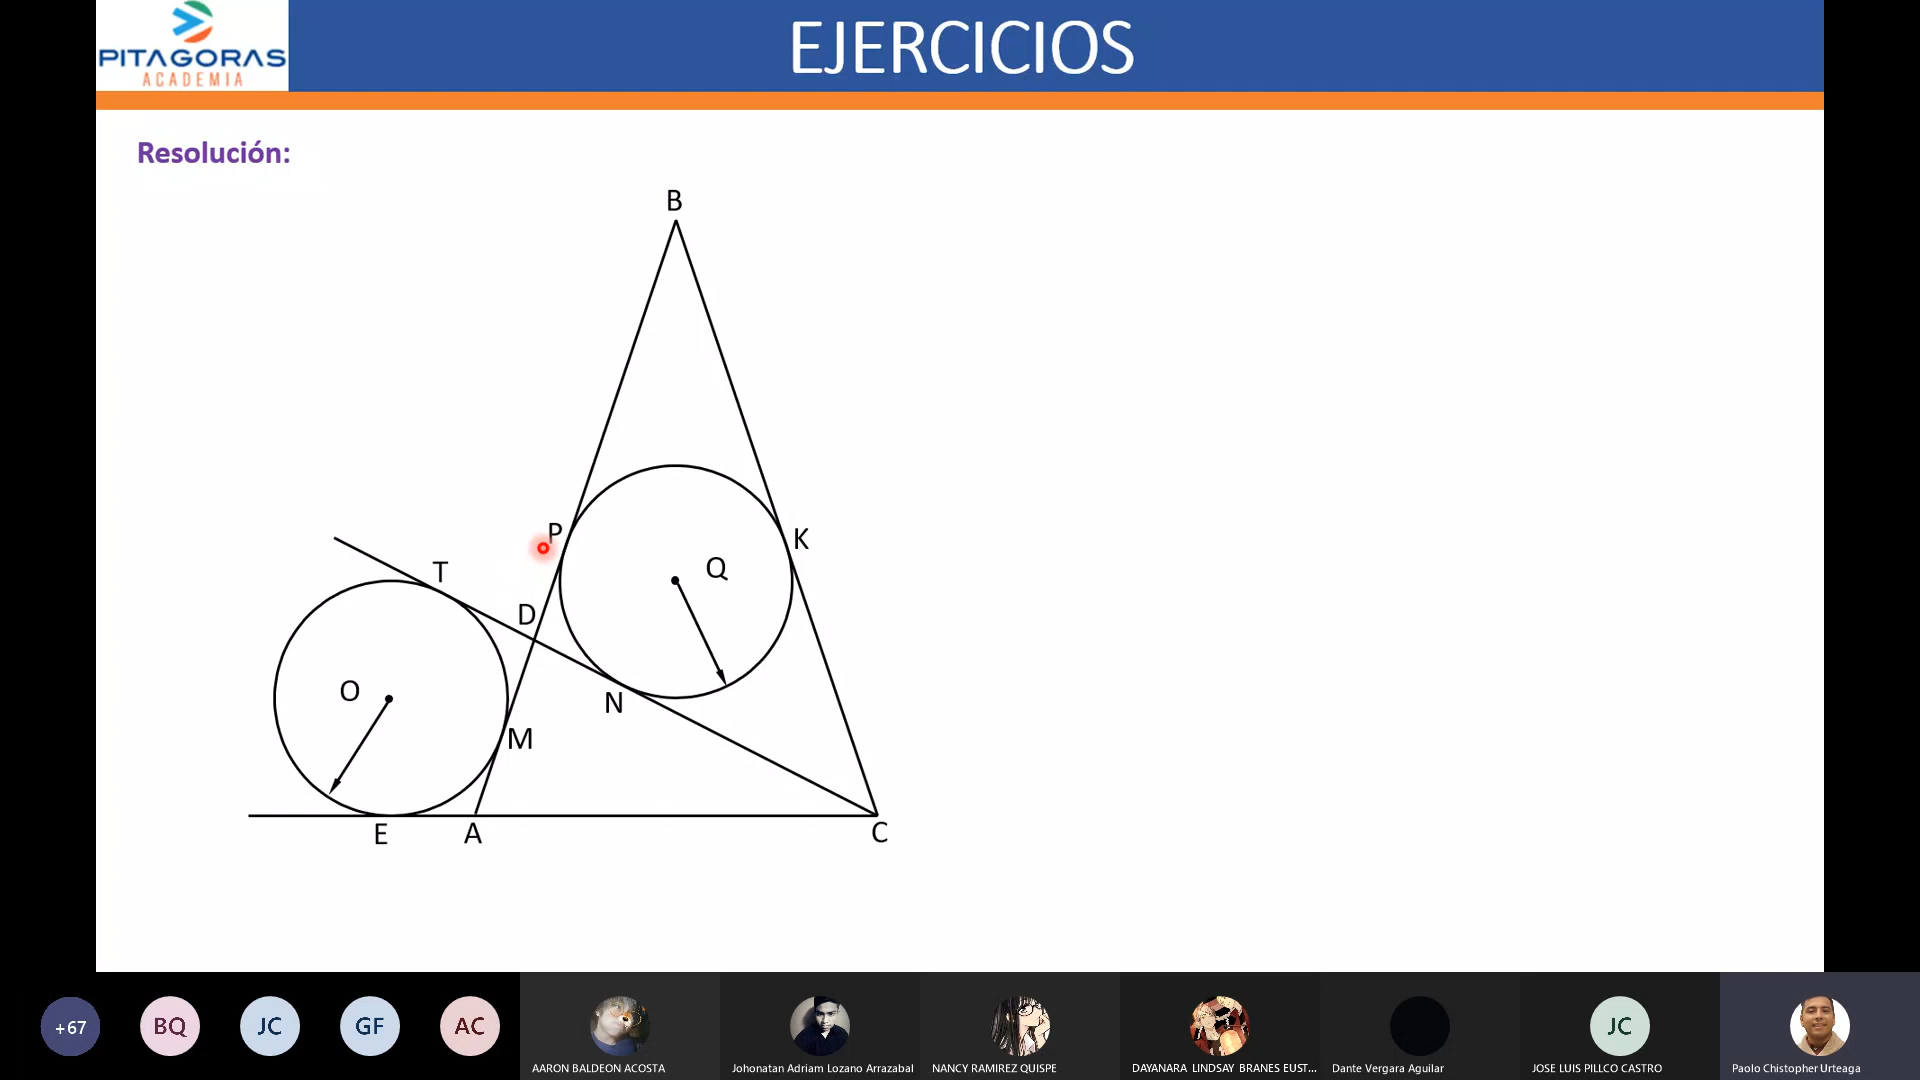 PITAGORAS
ACADEMIA
EJERCICIOS
Resolución:
B
P
K
T
Q
D
O
N
M
E
A
C
+67
BQ
JC
GF
AC
JC
AARON BALDEON ACOSTA
Johonatan Adriam Lozano Arrazabal
NANCY RAMIREZ QUISPE
DAYANARA LINDSAY BRANES EUST...
Dante Vergara Aguilar
JOSE LUIS PILLCO CASTRO
Paolo Chistopher Urteaga